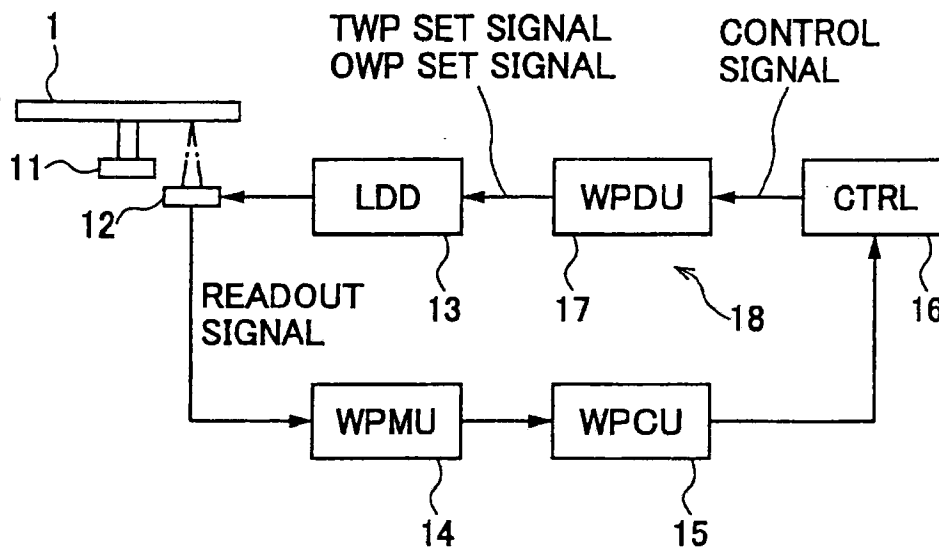 1
TWP SET SIGNAL
OWP SET SIGNAL
CONTROL
SIGNAL
11
12
LDD
WPDU
CTRL
13
17
18
16
READOUT
SIGNAL
WPMU
WPCU
14
15